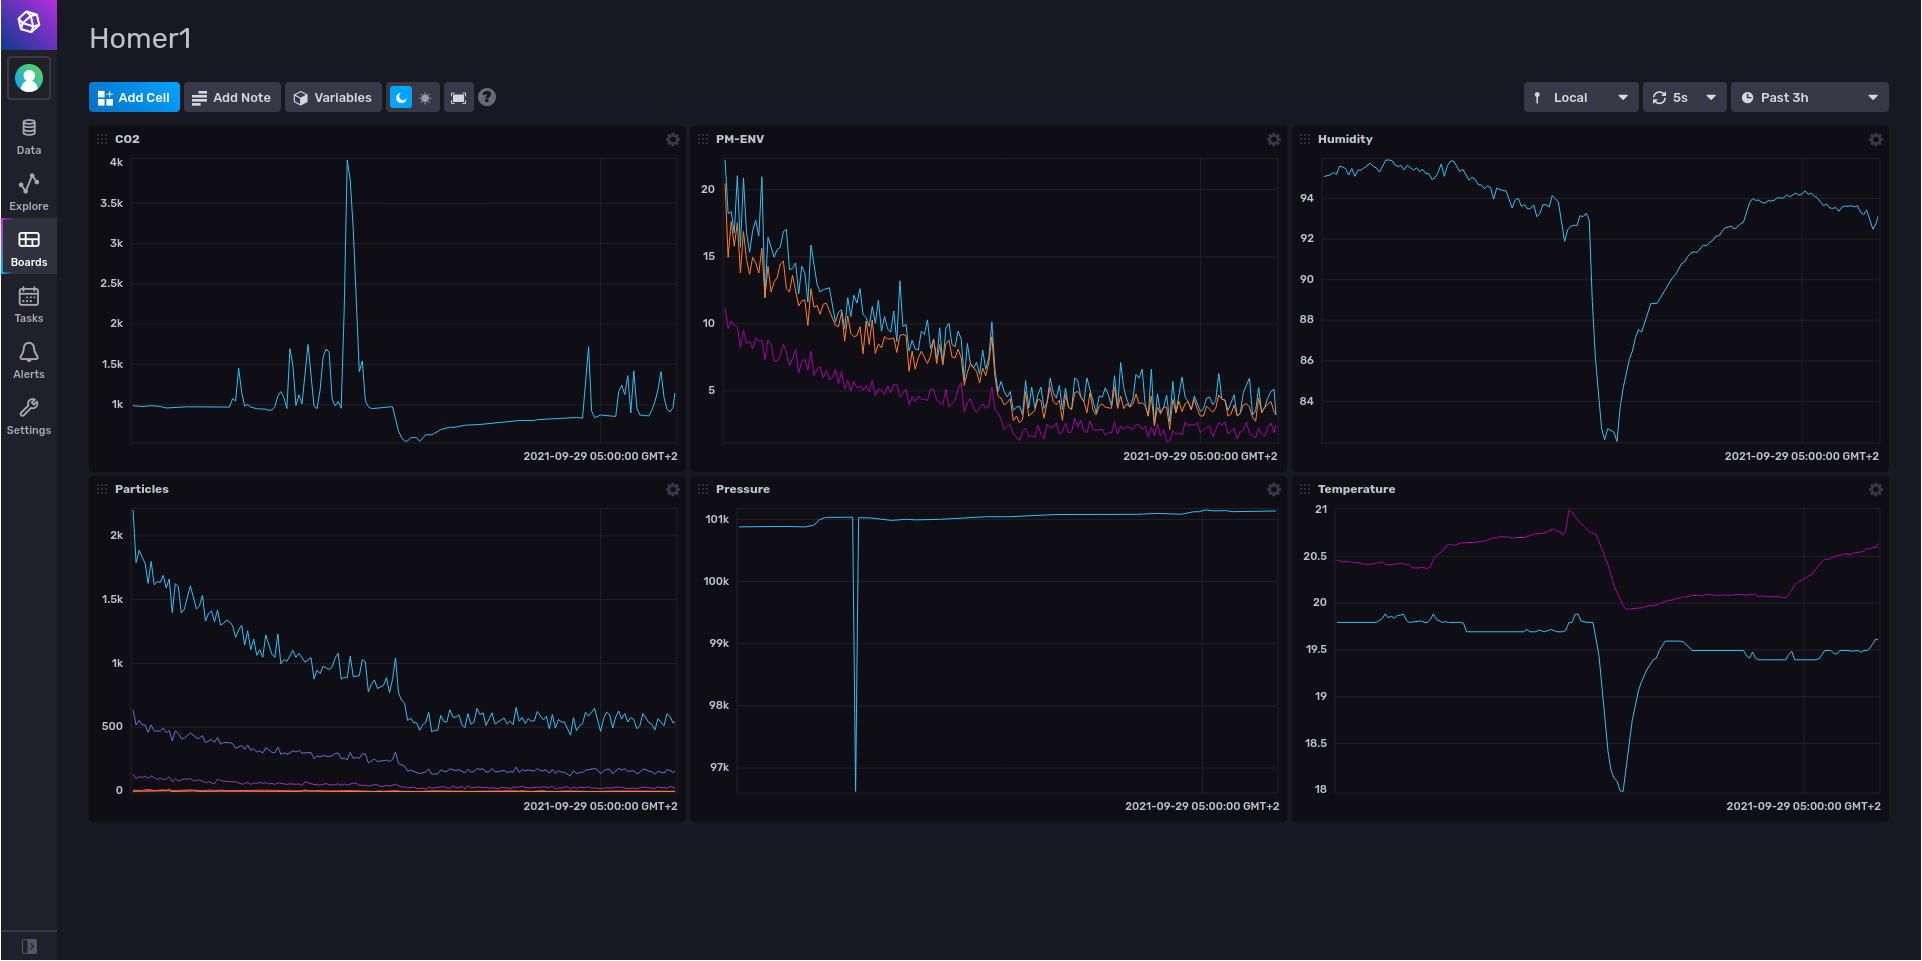 Homer1
Add Cell
Add Note
Variables
?
Local
5s
Past 3h
Data
Explore
Boards
Tasks
Alerts
Settings
CO2
4k
3.5k
3k
2.5k
2k
1.5k
1k
2021-09-29 05:00:00 GMT+2
PM-ENV
20
15
10
5
2021-09-29 05:00:00 GMT+2
Humidity
94
92
90
88
86
84
2021-09-29 05:00:00 GMT+2
Particles
2k
1.5k
1k
500
0
2021-09-29 05:00:00 GMT+2
Pressure
101k
100k
99k
98k
97k
2021-09-29 05:00:00 GMT+2
Temperature
21
20.5
20
19.5
19
18.5
18
2021-09-29 05:00:00 GMT+2